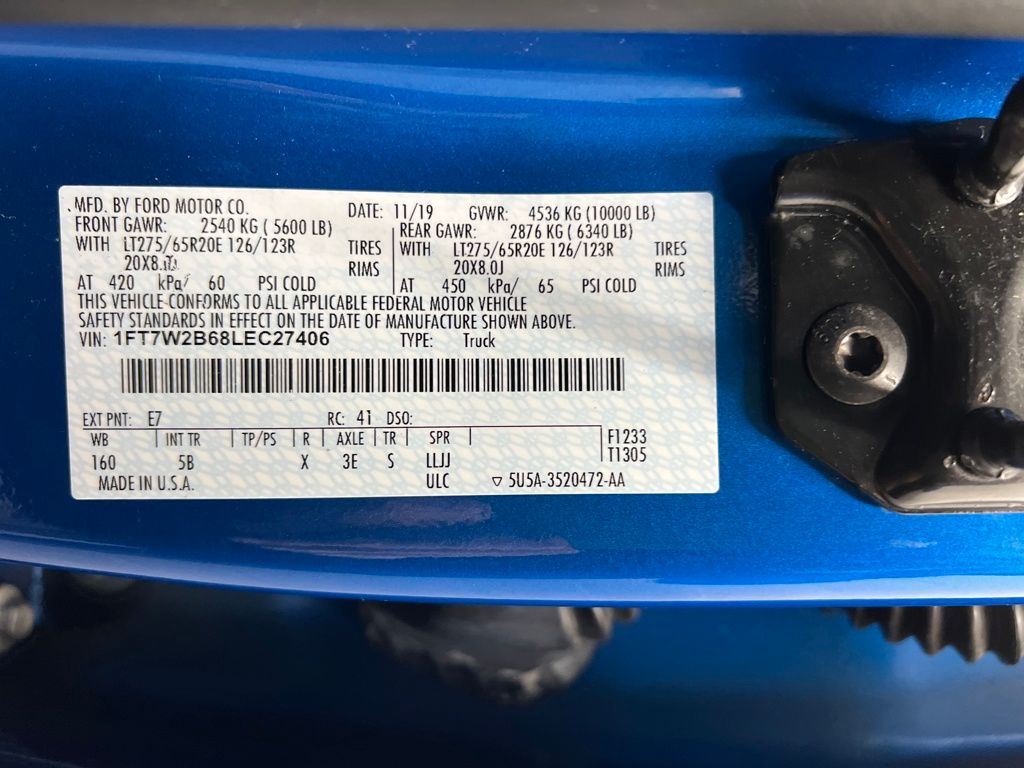 MFD. BY FORD MOTOR CO. DATE: 11/19 GVWR: 4536 KG (10000 LB)
FRONT GAWR: 2540 KG ( 5600 LB) REAR GAWR: 2876 KG ( 6340 LB)
WITH LT275/65R20E 126/123R TIRES LT275/65R20E 126/123R TIRES WITH
20X8.0J RIMS 20X8.0J RIMS
AT 420 kPa/ 60 PSI COLD AT 450 kPa/ 65 PSI COLD
THIS VEHICLE CONFORMS TO ALL APPLICABLE FEDERAL MOTOR VEHICLE
SAFETY STANDARDS IN EFFECT ON THE DATE OF MANUFACTURE SHOWN ABOVE.
VIN: 1FT7W2B68LEC27406 TYPE: Truck
EXT PNT: E7 RC: 41 DSO:
WB INT TR TP/PS R AXLE TR SPR F1233
160 5B X 3E S LLJJ T1305
MADE IN U.S.A. ULC ▽ 5U5A-3520472-AA